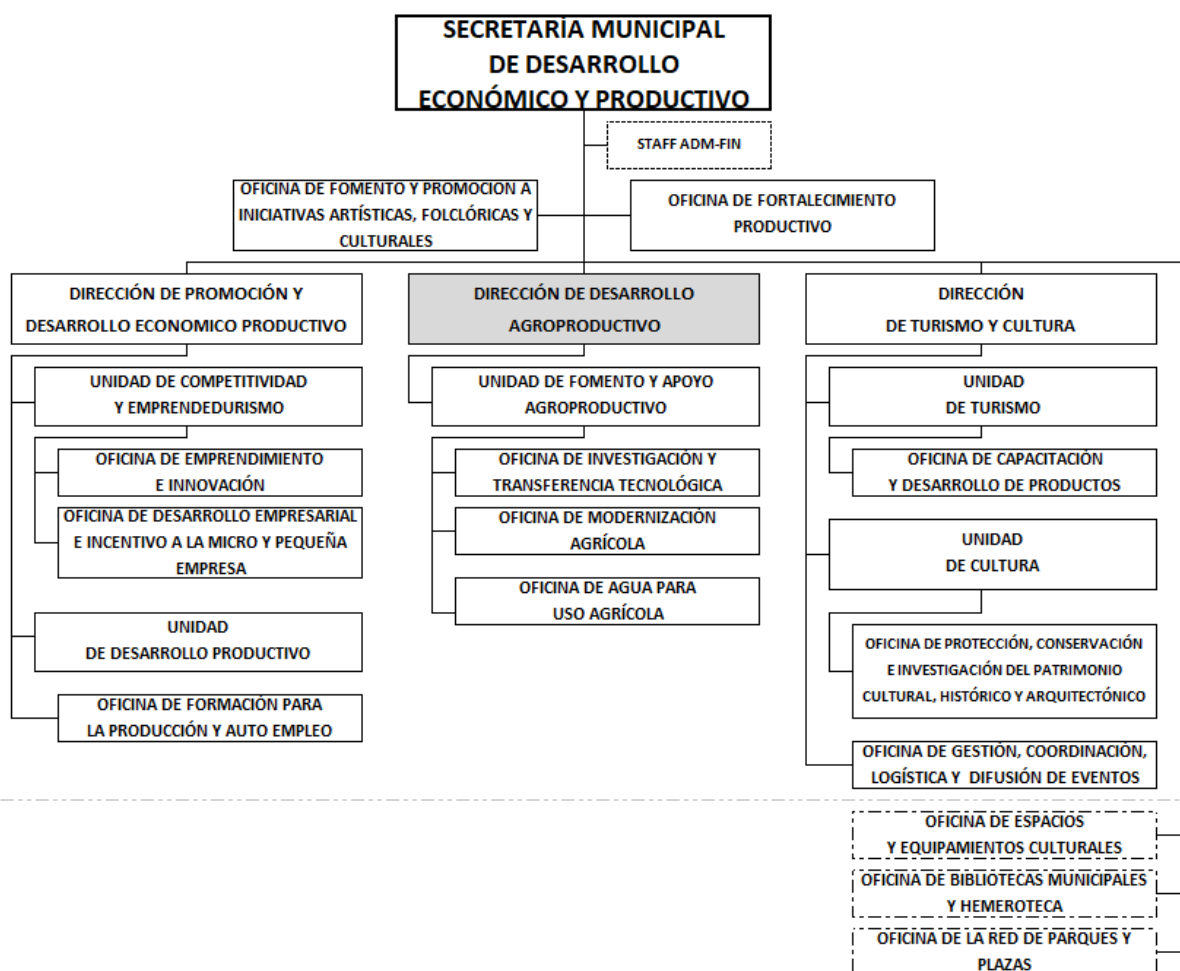 SECRETARÍA MUNICIPAL
DE DESARROLLO
ECONÓMICO Y PRODUCTIVO
STAFF ADM-FIN
OFICINA DE FOMENTO Y PROMOCIÓN A
INICIATIVAS ARTÍSTICAS, FOLCLÓRICAS Y
CULTURALES
OFICINA DE FORTALECIMIENTO
PRODUCTIVO
DIRECCIÓN DE PROMOCIÓN Y
DESARROLLO ECONOMICO PRODUCTIVO
UNIDAD DE COMPETITIVIDAD
Y EMPRENDEDURISMO
OFICINA DE EMPRENDIMIENTO
E INNOVACIÓN
OFICINA DE DESARROLLO EMPRESARIAL
E INCENTIVO A LA MICRO Y PEQUEÑA
EMPRESA
UNIDAD
DE DESARROLLO PRODUCTIVO
OFICINA DE FORMACIÓN PARA
LA PRODUCCIÓN Y AUTO EMPLEO
DIRECCIÓN DE DESARROLLO
AGROPRODUCTIVO
UNIDAD DE FOMENTO Y APOYO
AGROPRODUCTIVO
OFICINA DE INVESTIGACIÓN Y
TRANSFERENCIA TECNOLÓGICA
OFICINA DE MODERNIZACIÓN
AGRÍCOLA
OFICINA DE AGUA PARA
USO AGRÍCOLA
DIRECCIÓN
DE TURISMO Y CULTURA
UNIDAD
DE TURISMO
OFICINA DE CAPACITACIÓN
Y DESARROLLO DE PRODUCTOS
UNIDAD
DE CULTURA
OFICINA DE PROTECCIÓN, CONSERVACIÓN
E INVESTIGACIÓN DEL PATRIMONIO
CULTURAL, HISTÓRICO Y ARQUITECTÓNICO
OFICINA DE GESTIÓN, COORDINACIÓN,
LOGÍSTICA Y DIFUSIÓN DE EVENTOS
OFICINA DE ESPACIOS
Y EQUIPAMIENTOS CULTURALES
OFICINA DE BIBLIOTECAS MUNICIPALES
Y HEMEROTECA
OFICINA DE LA RED DE PARQUES Y
PLAZAS